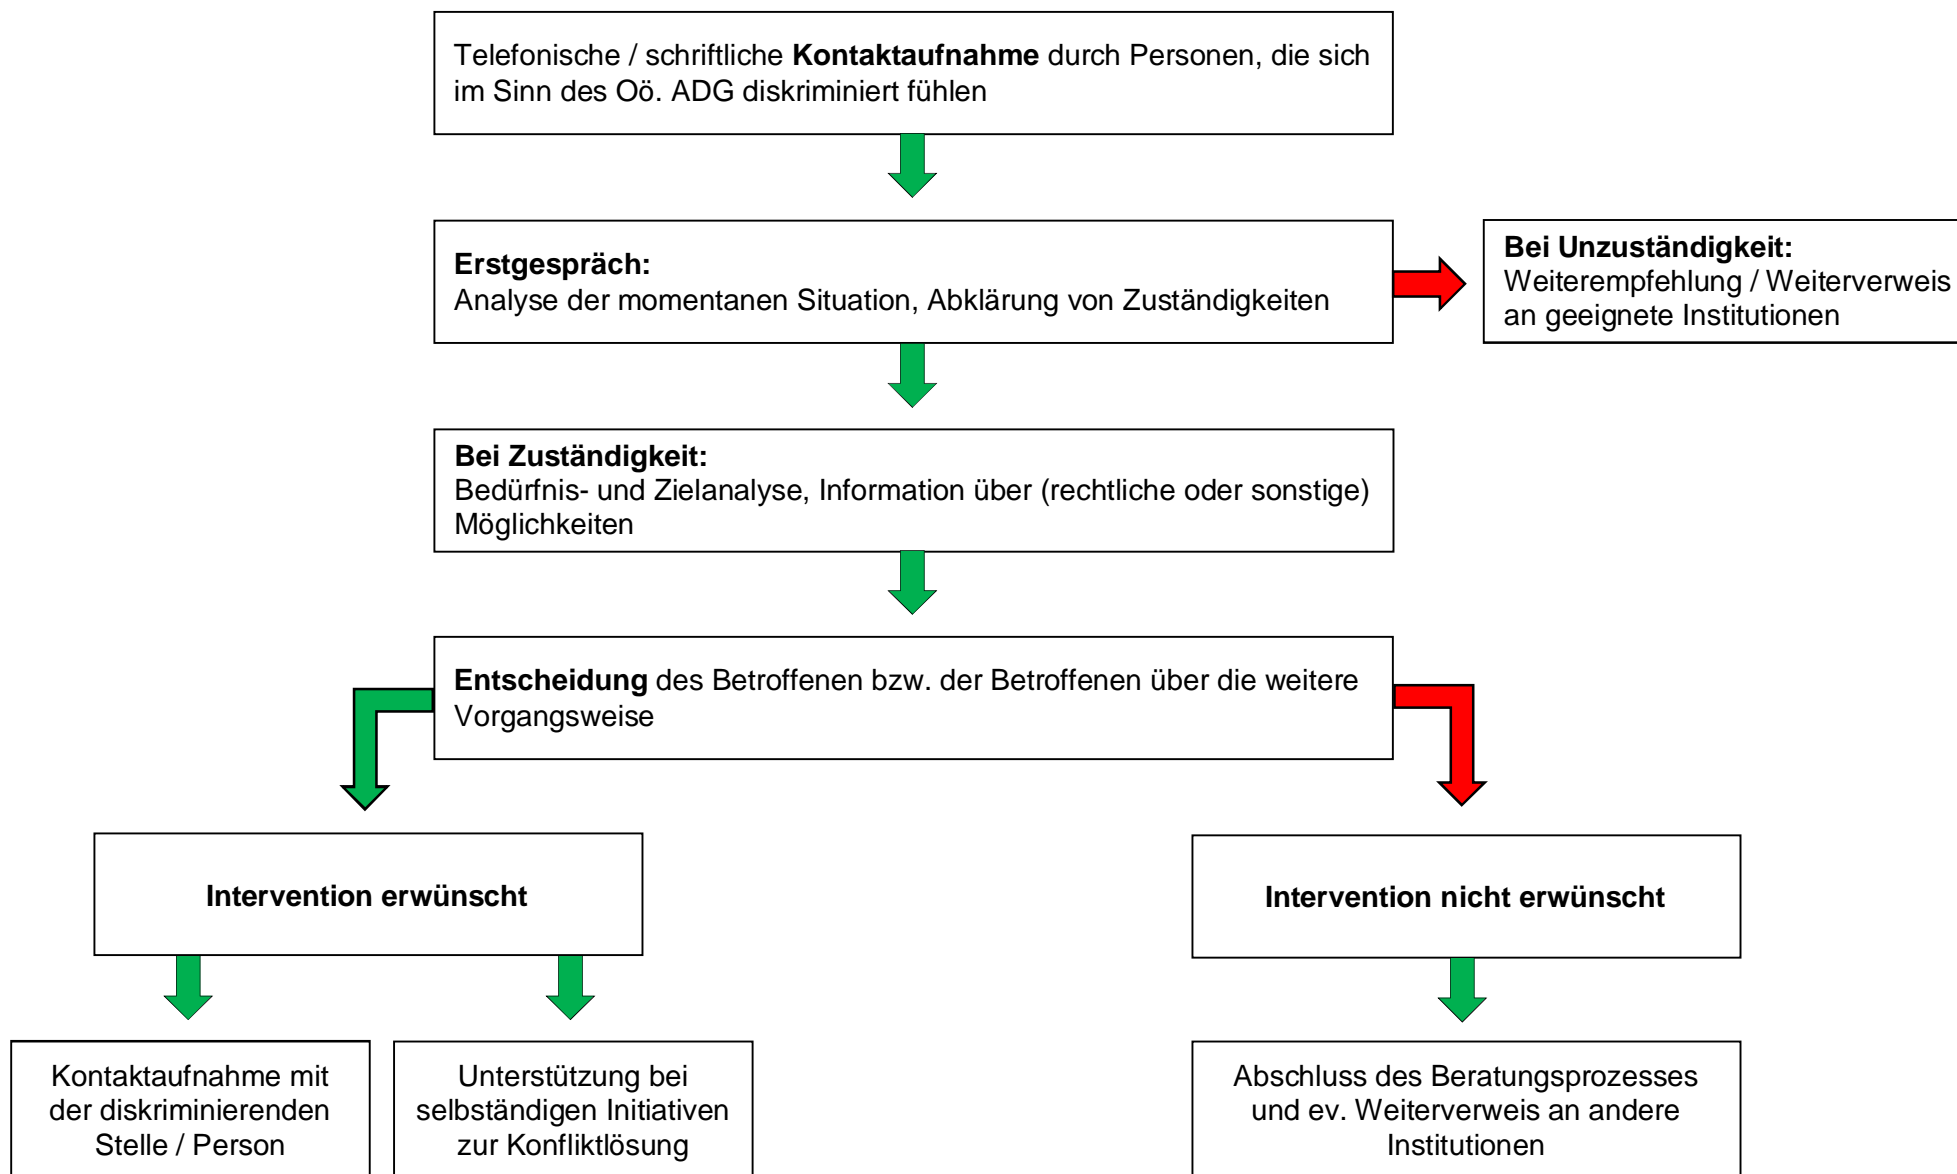 Telefonische / schriftliche Kontaktaufnahme durch Personen, die sich
im Sinn des Oö. ADG diskriminiert fühlen
Erstgespräch:
Analyse der momentanen Situation, Abklärung von Zuständigkeiten
Bei Unzuständigkeit:
Weiterempfehlung / Weiterverweis
an geeignete Institutionen
Bei Zuständigkeit:
Bedürfnis- und Zielanalyse, Information über (rechtliche oder sonstige)
Möglichkeiten
Entscheidung des Betroffenen bzw. der Betroffenen über die weitere
Vorgangsweise
Intervention erwünscht
Intervention nicht erwünscht
Kontaktaufnahme mit
der diskriminierenden
Stelle / Person
Unterstützung bei
selbständigen Initiativen
zur Konfliktlösung
Abschluss des Beratungsprozesses
und ev. Weiterverweis an andere
Institutionen